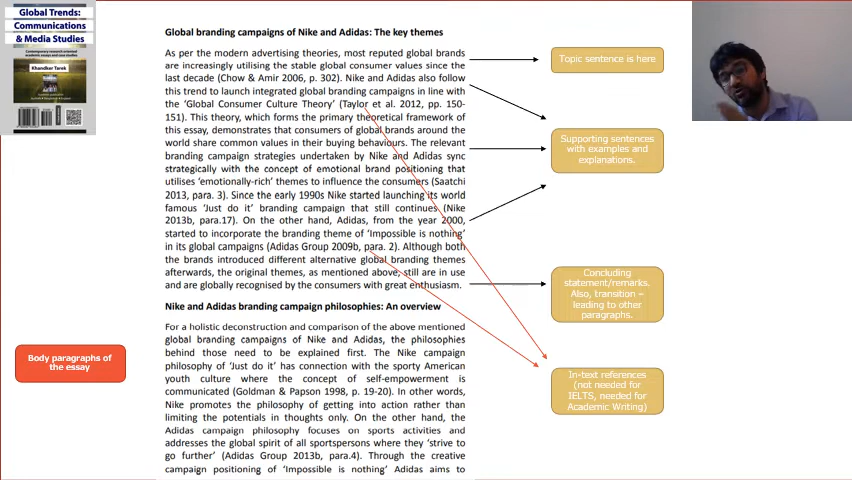 Global Trends:
Communications
& Media Studies
Khandkar Tarek
Global branding campaigns of Nike and Adidas: The key themes
As per the modern advertising theories, most reputed global brands
are increasingly utilising the stable global consumer values since the
last decade (Chow & Amir 2006, p. 302). Nike and Adidas also follow
this trend to launch integrated global branding campaigns in line with
the 'Global Consumer Culture Theory' (Taylor et al. 2012, pp. 150-
151). This theory, which forms the primary theoretical framework of
this essay, demonstrates that consumers of global brands around the
world share common values in their buying behaviours. The relevant
branding campaign strategies undertaken by Nike and Adidas sync
strategically with the concept of emotional brand positioning that
utilises 'emotionally-rich' themes to influence the consumers (Saatchi
2013, para. 3). Since the early 1990s Nike started launching its world
famous 'Just do it' branding campaign that still continues (Nike
2013b, para.17). On the other hand, Adidas, from the year 2000,
started to incorporate the branding theme of 'Impossible is nothing'
in its global campaigns (Adidas Group 2009b, para. 2). Although both
the brands introduced different alternative global branding themes
afterwards, the original themes, as mentioned above, still are in use
and are globally recognised by the consumers with great enthusiasm.
Nike and Adidas branding campaign philosophies: An overview
For a holistic deconstruction and comparison of the above mentioned
global branding campaigns of Nike and Adidas, the philosophies
behind those need to be explained first. The Nike campaign
philosophy of 'Just do it' has connection with the sporty American
youth culture where the concept of self-empowerment is
communicated (Goldman & Papson 1998, p. 19-20). In other words,
Nike promotes the philosophy of getting into action rather than
limiting the potentials in thoughts only. On the other hand, the
Adidas campaign philosophy focuses on sports activities and
addresses the global spirit of all sportspersons where they 'strive to
go further' (Adidas Group 2013b, para.4). Through the creative
campaign positioning of 'Impossible is nothing' Adidas aims to
Topic sentence is here
Supporting sentences
with examples and
explanations.
Concluding
statement/remarks.
Also, transition –
leading to other
paragraphs.
In-text references
(not needed for
IELTS, needed for
Academic Writing)
Body paragraphs of
the essay